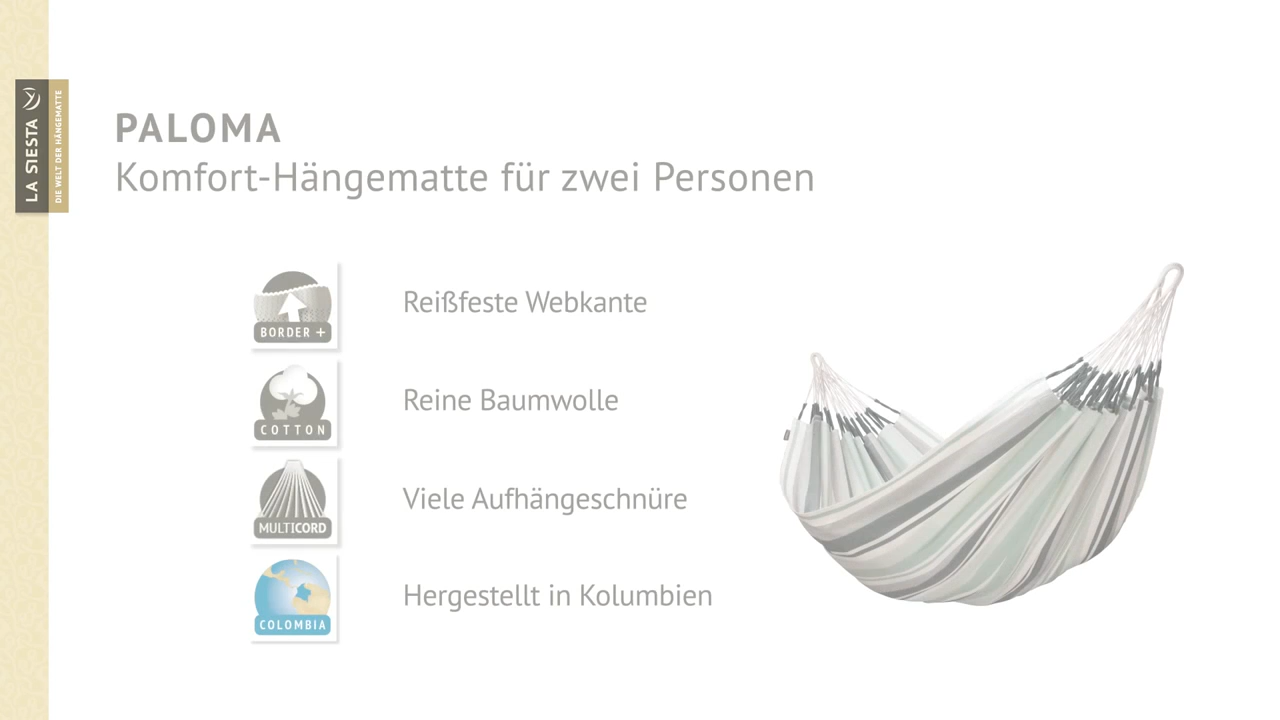 LA SIESTA
DIE WELT DER HÄNGEMATTE
PALOMA
Komfort-Hängematte für zwei Personen
BORDER +
Reißfeste Webkante
COTTON
Reine Baumwolle
MULTICORD
Viele Aufhängeschnüre
COLOMBIA
Hergestellt in Kolumbien